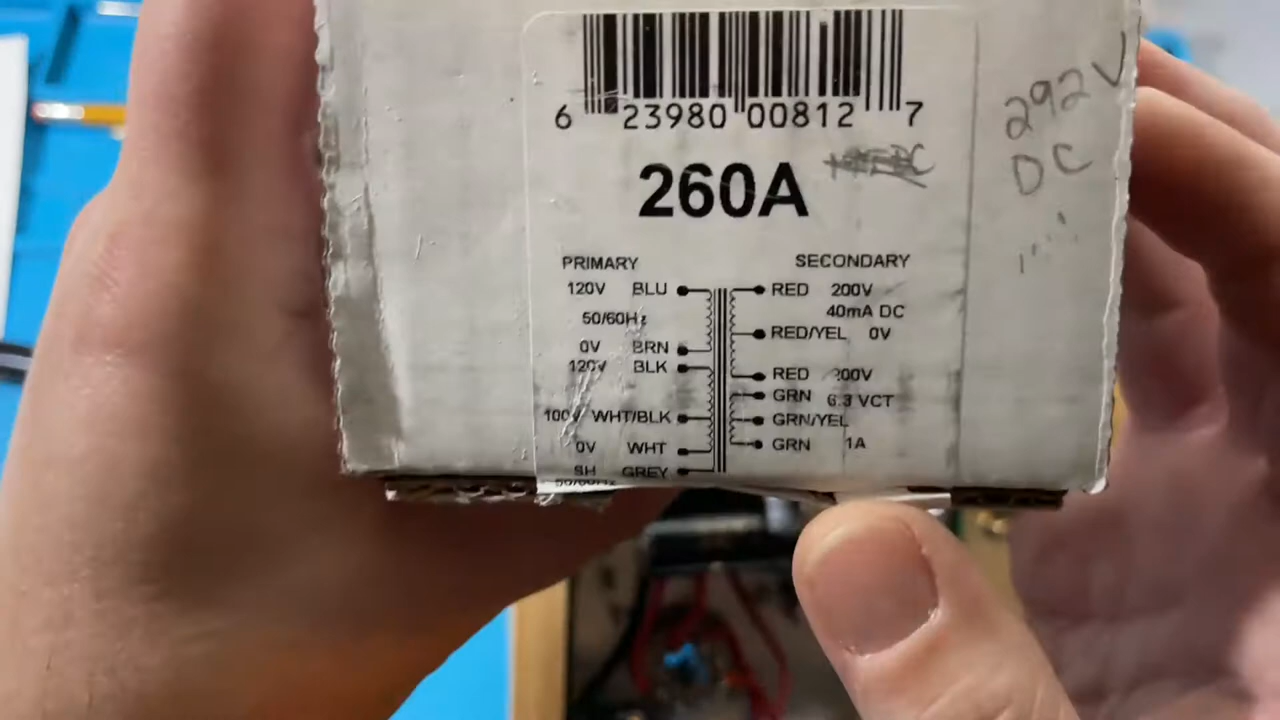 6 23980 00812 7
260A
292V
DC
PRIMARY SECONDARY
120V BLU RED 200V
50/60Hz 40mA DC
RED/YEL 0V
0V BRN
120V BLK RED 200V
GRN 6.3 VCT
100V WHT/BLK GRN/YEL
0V WHT GRN 1A
SH GREY
50/60Hz